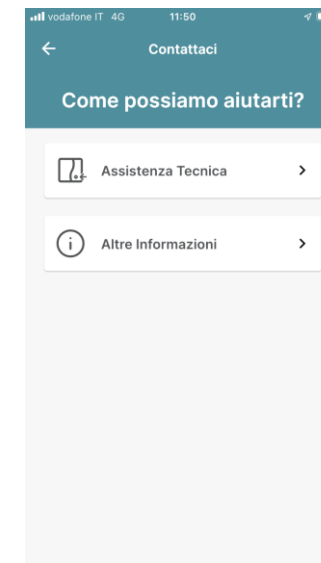 vodafone IT 4G 11:50
Contattaci
Come possiamo aiutarti?
Assistenza Tecnica
Altre Informazioni